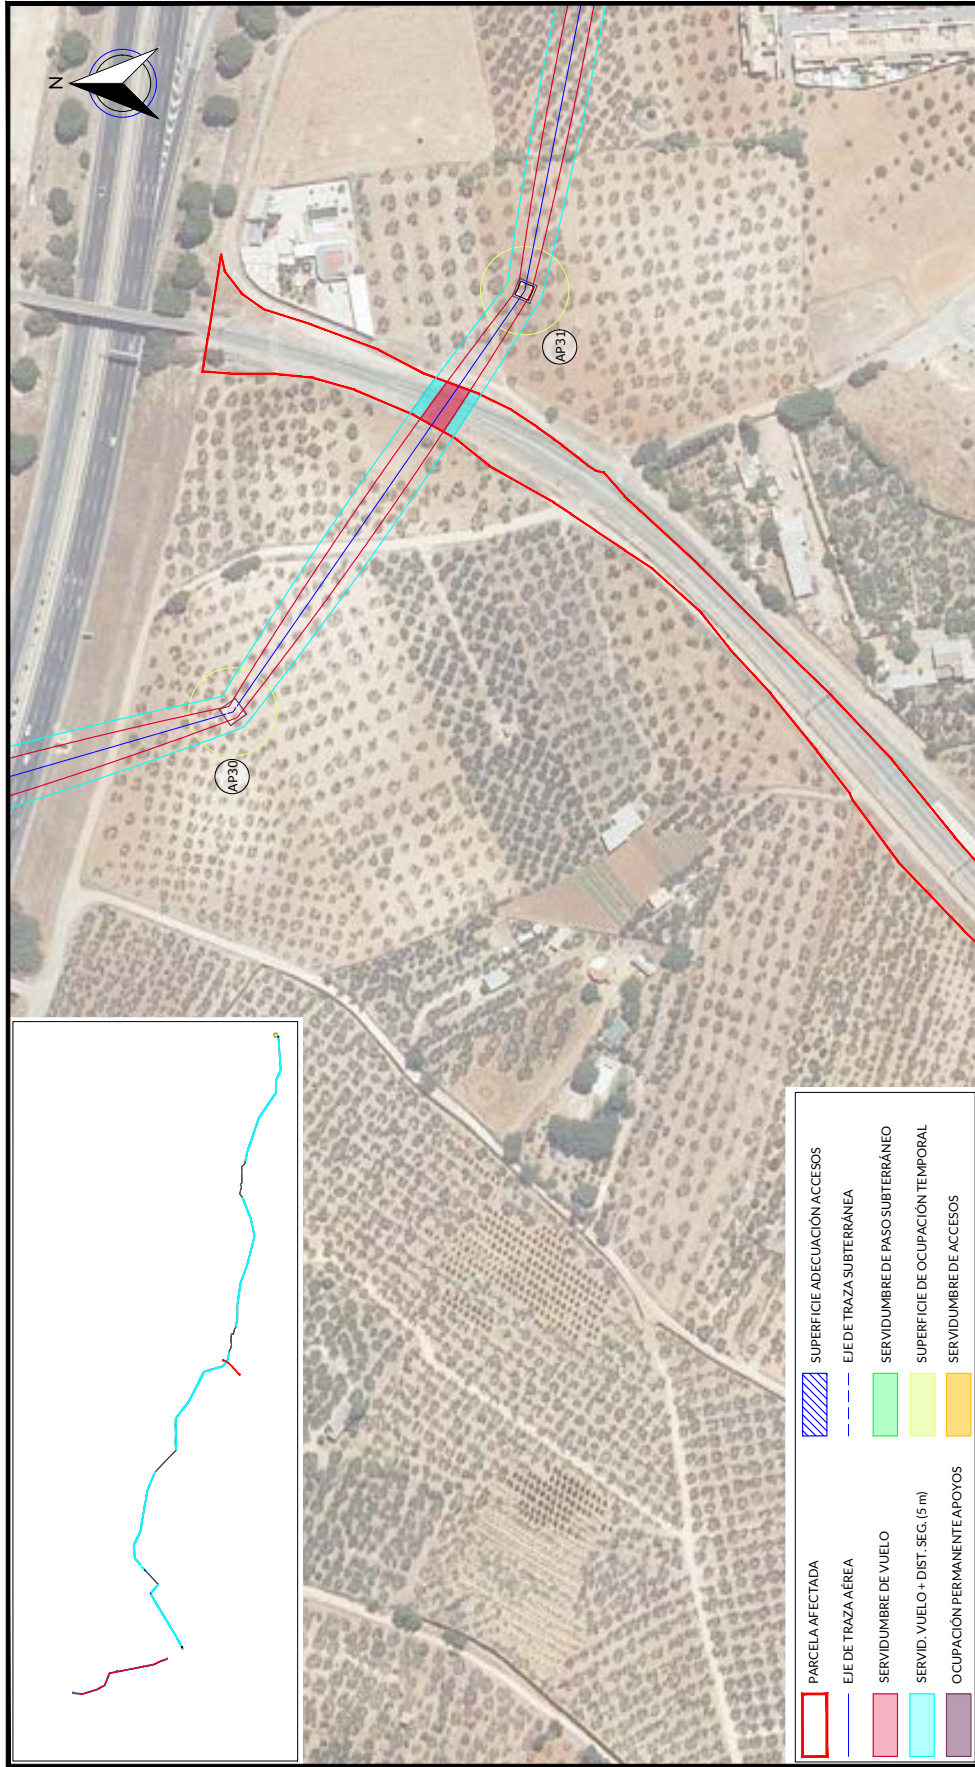 N
AP31
AP30
PARCELA AFECTADA
EJE DE TRAZA AÉREA
SERVIDUMBRE DE VUELO
SERVID. VUELO + DIST. SEG. (5 m)
OCUPACIÓN PERMANENTE APOYOS
SUPERFICIE ADECUACIÓN ACCESOS
EJE DE TRAZA SUBTERRÁNEA
SERVIDUMBRE DE PASO SUBTERRÁNEO
SUPERFICIE DE OCUPACIÓN TEMPORAL
SERVIDUMBRE DE ACCESOS